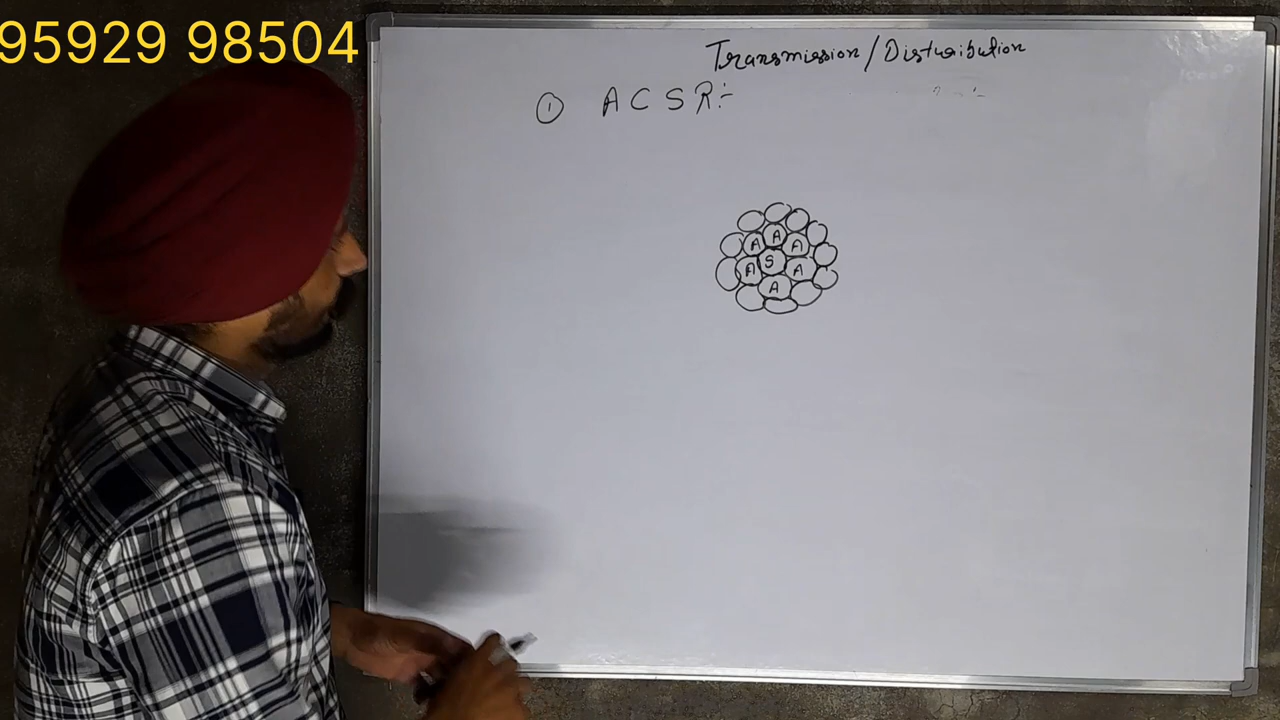 95929 98504
Transmission/Distribution
① A C S R:-
A
A A
S
A A
A